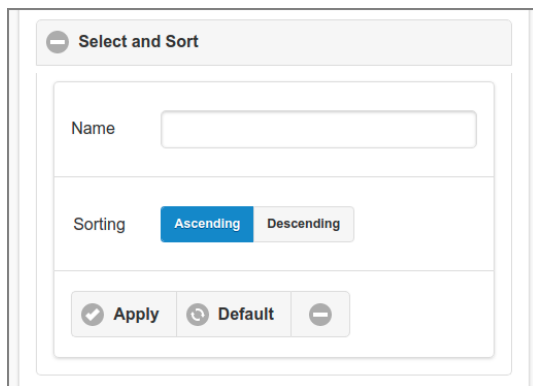 Select and Sort
Name
Sorting Ascending Descending
Apply Default